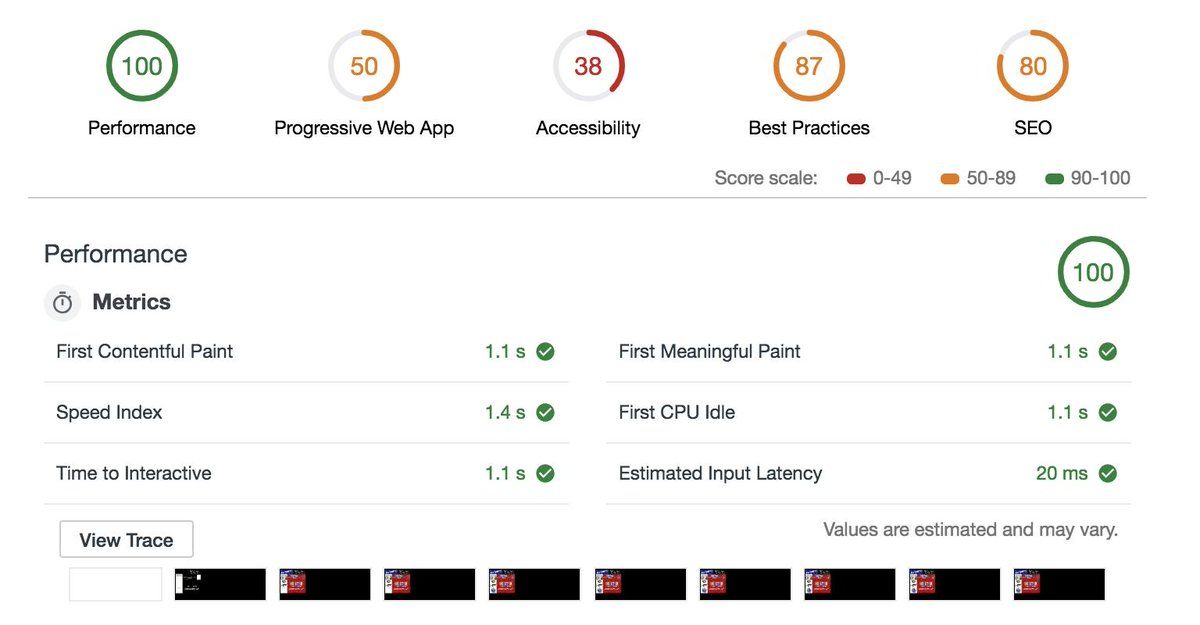 100 50 38 87 80
Performance Progressive Web App Accessibility Best Practices SEO
Score scale: 0-49 50-89 90-100
Performance 100
Metrics
First Contentful Paint 1.1 s First Meaningful Paint 1.1 s
Speed Index 1.4 s First CPU Idle 1.1 s
Time to Interactive 1.1 s Estimated Input Latency 20 ms
View Trace Values are estimated and may vary.